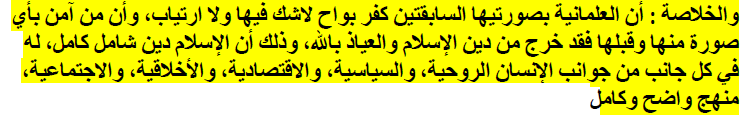 والخلاصة : أن العلمانية بصورتيها السابقتين كفر بواح لاشك فيها ولا ارتياب، وأن من آمن بأي
صورة منها وقبلها فقد خرج من دين الإسلام والعياذ بالله، وذلك أن الإسلام دين شامل كامل، له
في كل جانب من جوانب الإنسان الروحية، والسياسية، والاقتصادية، والأخلاقية، والاجتماعية،
منهج واضح وكامل